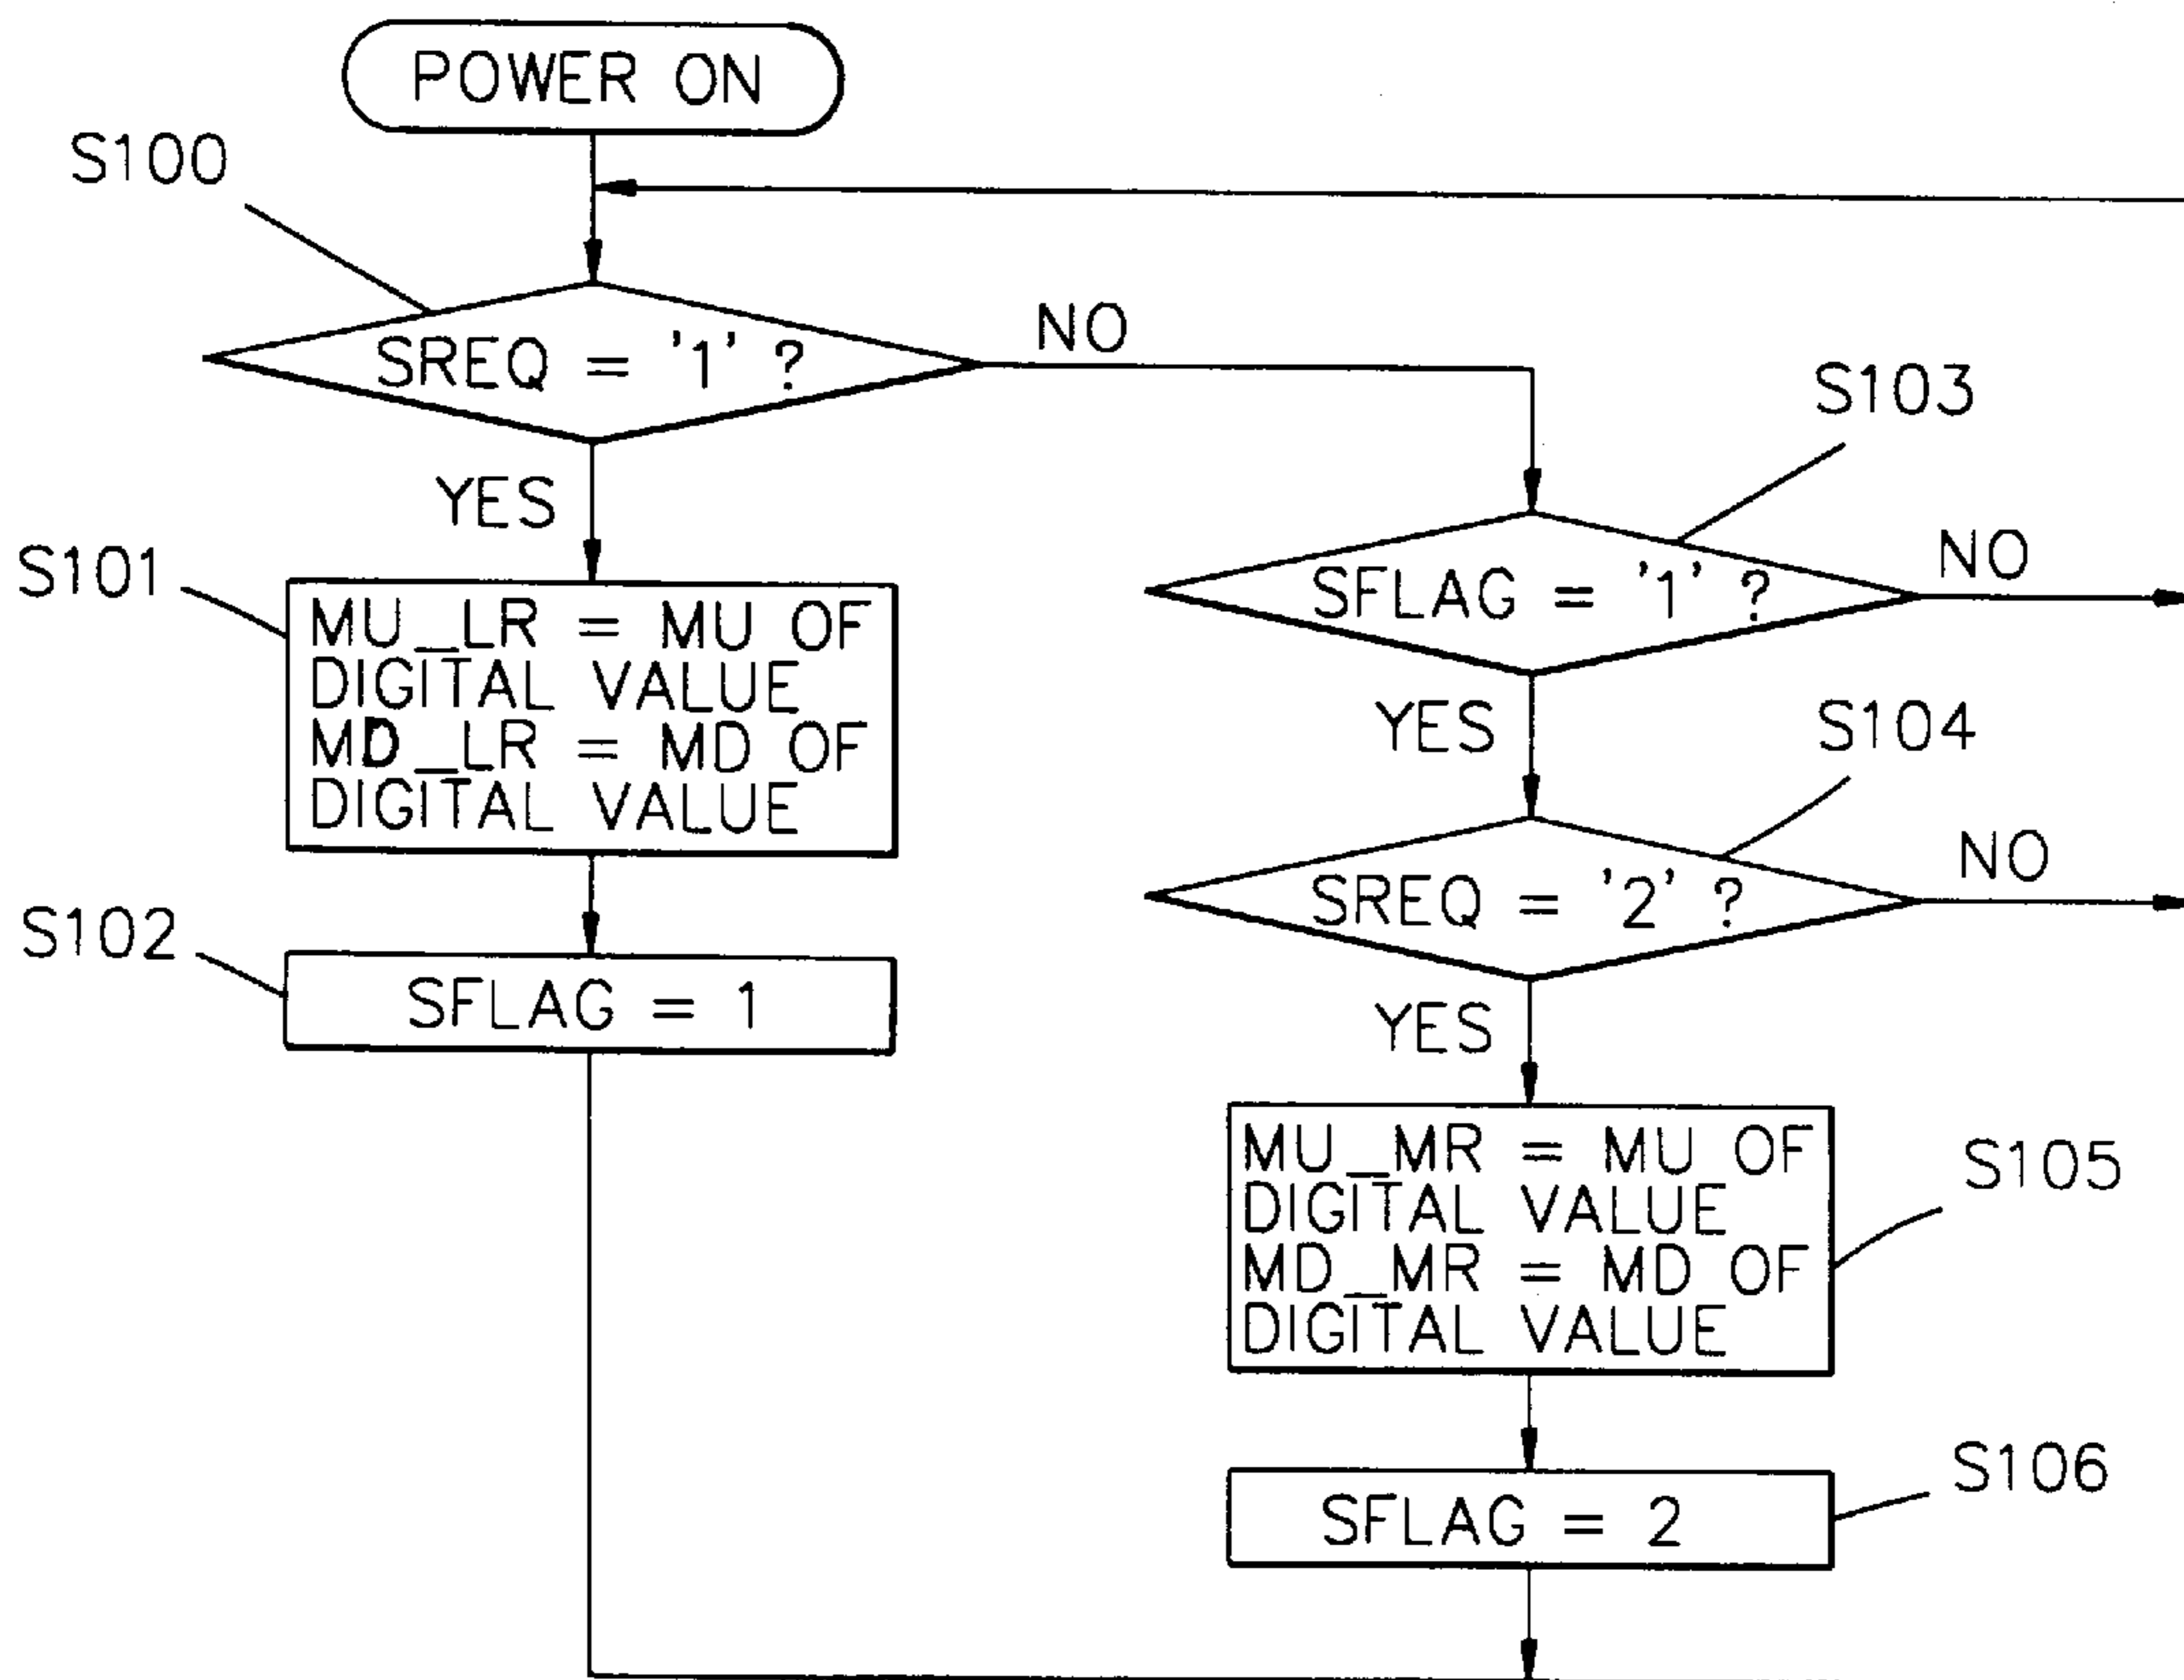 POWER ON
S100
SREQ = '1' ?
NO
YES
S101
MU_LR = MU OF
DIGITAL VALUE
MD_LR = MD OF
DIGITAL VALUE
S102
SFLAG = 1
S103
SFLAG = '1' ?
NO
YES
S104
SREQ = '2' ?
NO
YES
S105
MU_MR = MU OF
DIGITAL VALUE
MD_MR = MD OF
DIGITAL VALUE
S106
SFLAG = 2